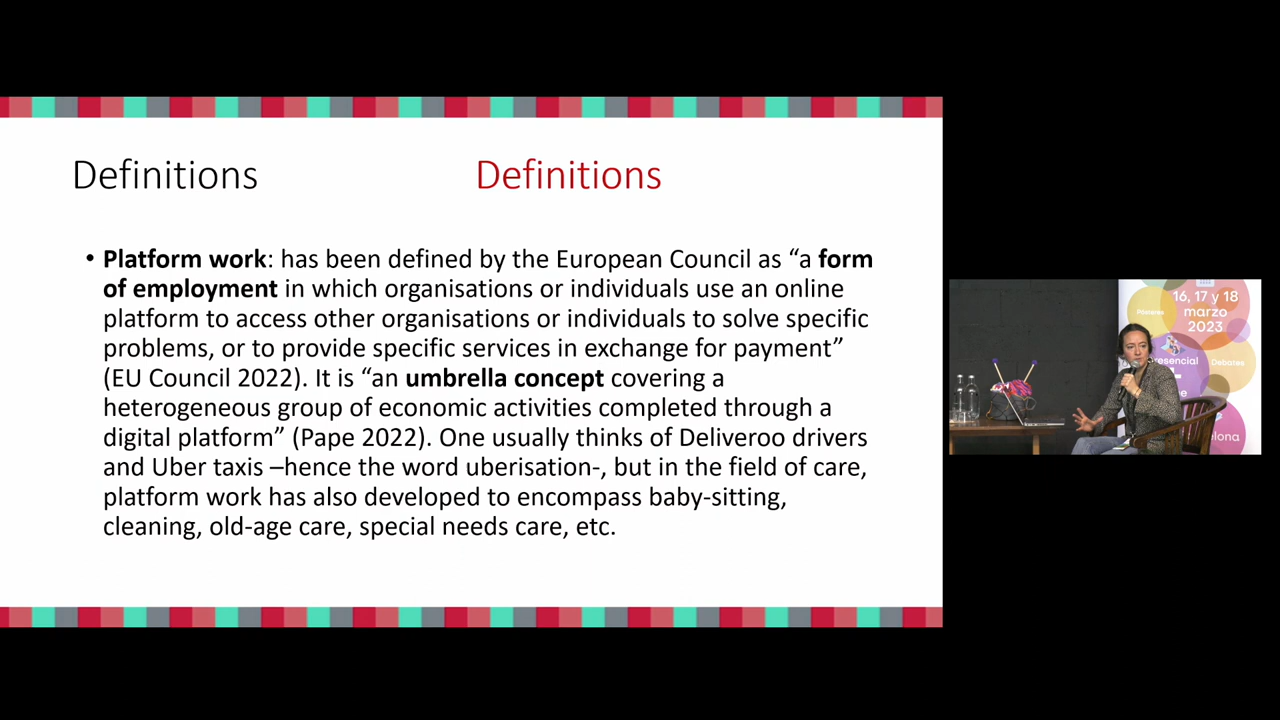 Definitions
Definitions
• Platform work: has been defined by the European Council as “a form
of employment in which organisations or individuals use an online
platform to access other organisations or individuals to solve specific
problems, or to provide specific services in exchange for payment”
(EU Council 2022). It is “an umbrella concept covering a
heterogeneous group of economic activities completed through a
digital platform” (Pape 2022). One usually thinks of Deliveroo drivers
and Uber taxis –hence the word uberisation-, but in the field of care,
platform work has also developed to encompass baby-sitting,
cleaning, old-age care, special needs care, etc.
16, 17 y 18
marzo
2023
Debates